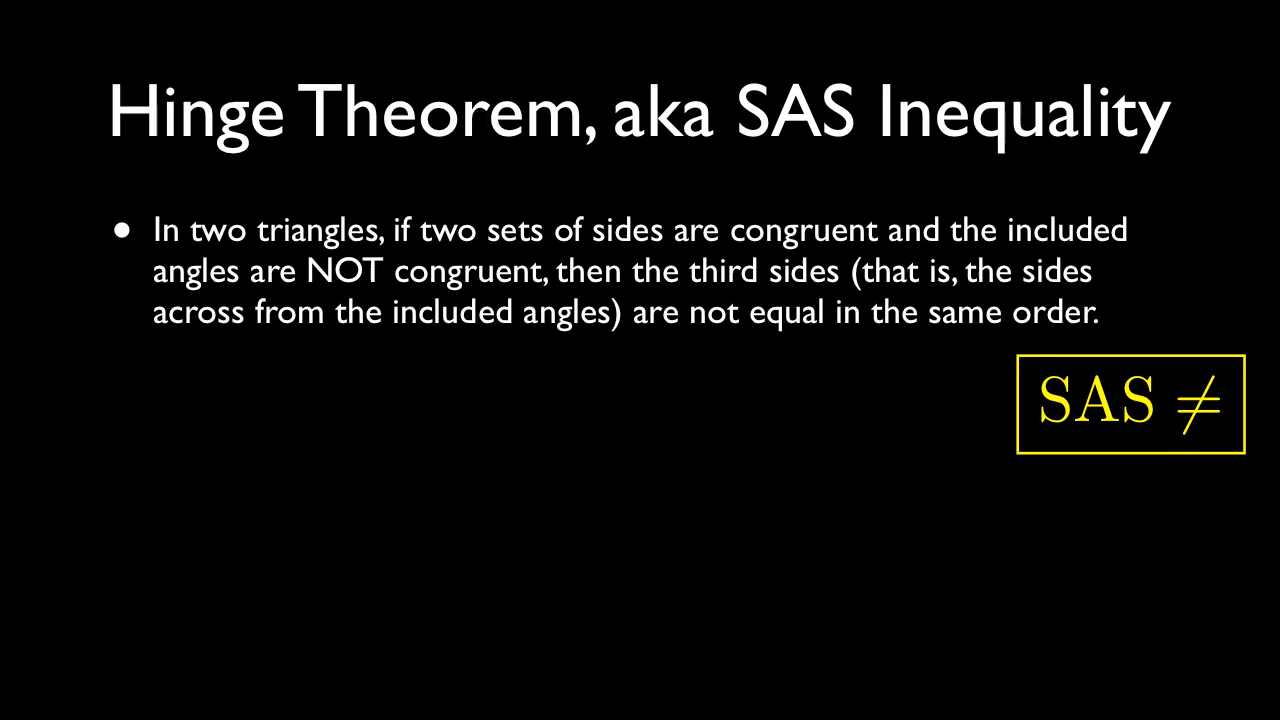 Hinge Theorem, aka SAS Inequality
• In two triangles, if two sets of sides are congruent and the included
angles are NOT congruent, then the third sides (that is, the sides
across from the included angles) are not equal in the same order.
SAS ≠